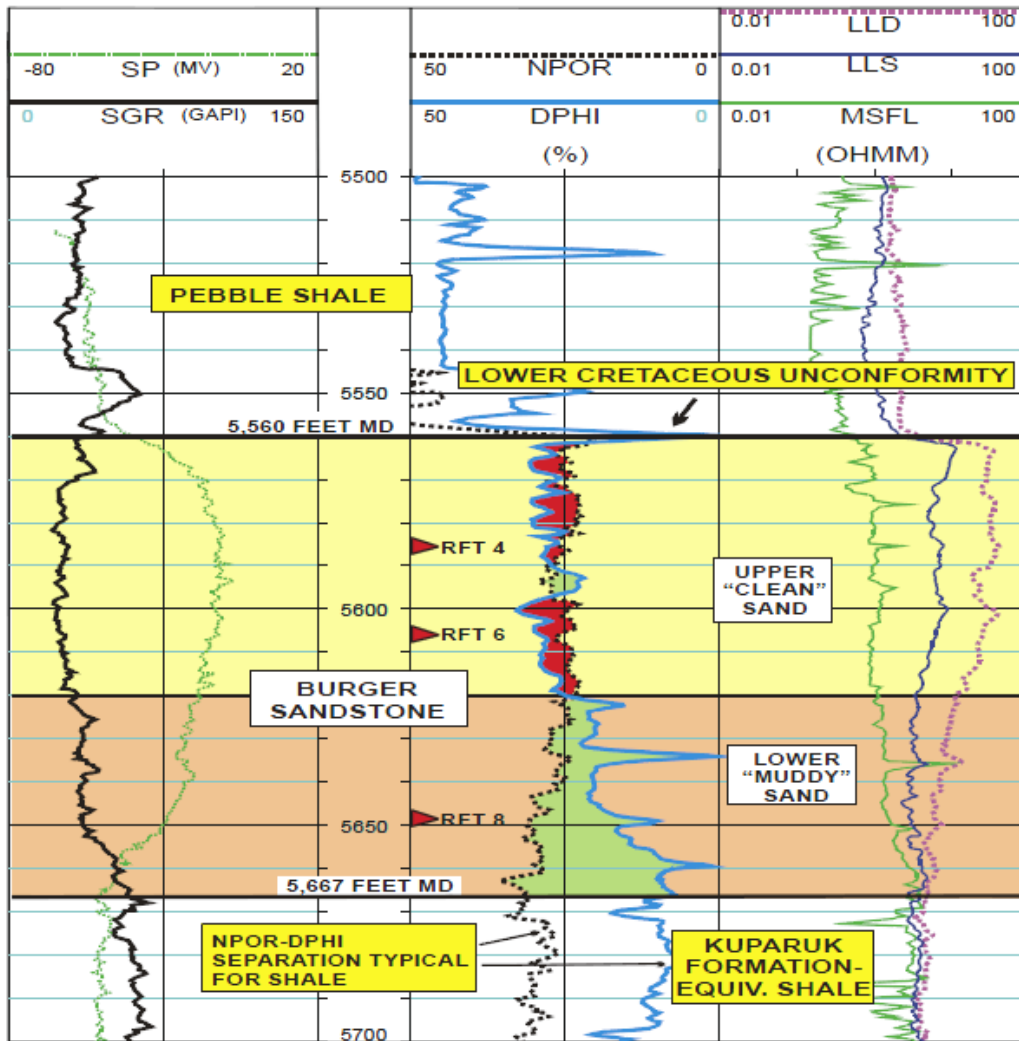 -80 SP (MV) 20
0 SGR (GAPI) 150
50 NPOR 0
50 DPHI 0
(%)
LLD
0.01 100
LLS
0.01 100
MSFL
0.01 100
(OHMM)
5500
PEBBLE SHALE
LOWER CRETACEOUS UNCONFORMITY
5550
5,560 FEET MD
RFT 4
UPPER
“CLEAN”
SAND
5600
RFT 6
BURGER
SANDSTONE
LOWER
“MUDDY”
SAND
RFT 8
5650
5,667 FEET MD
NPOR-DPHI
SEPARATION TYPICAL
FOR SHALE
KUPARUK
FORMATION-
EQUIV. SHALE
5700